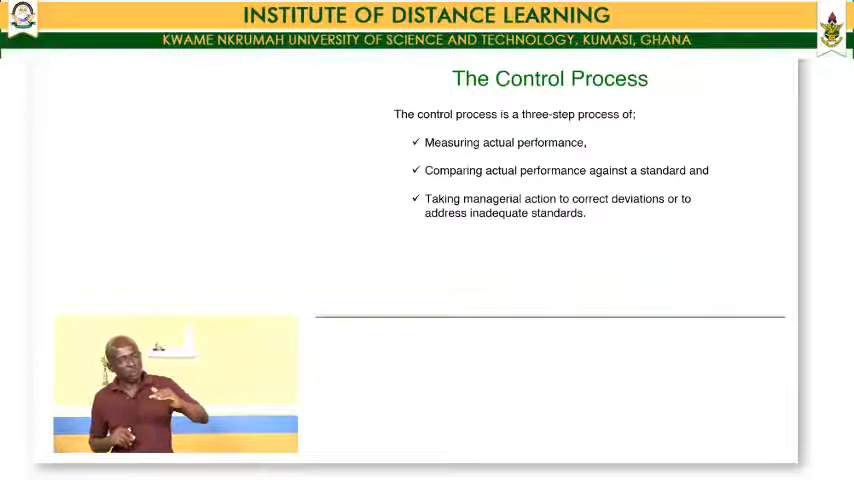 INSTITUTE OF DISTANCE LEARNING
KWAME NKRUMAH UNIVERSITY OF SCIENCE AND TECHNOLOGY, KUMASI, GHANA
The Control Process
The control process is a three-step process of;
✓ Measuring actual performance,
✓ Comparing actual performance against a standard and
✓ Taking managerial action to correct deviations or to
address inadequate standards.